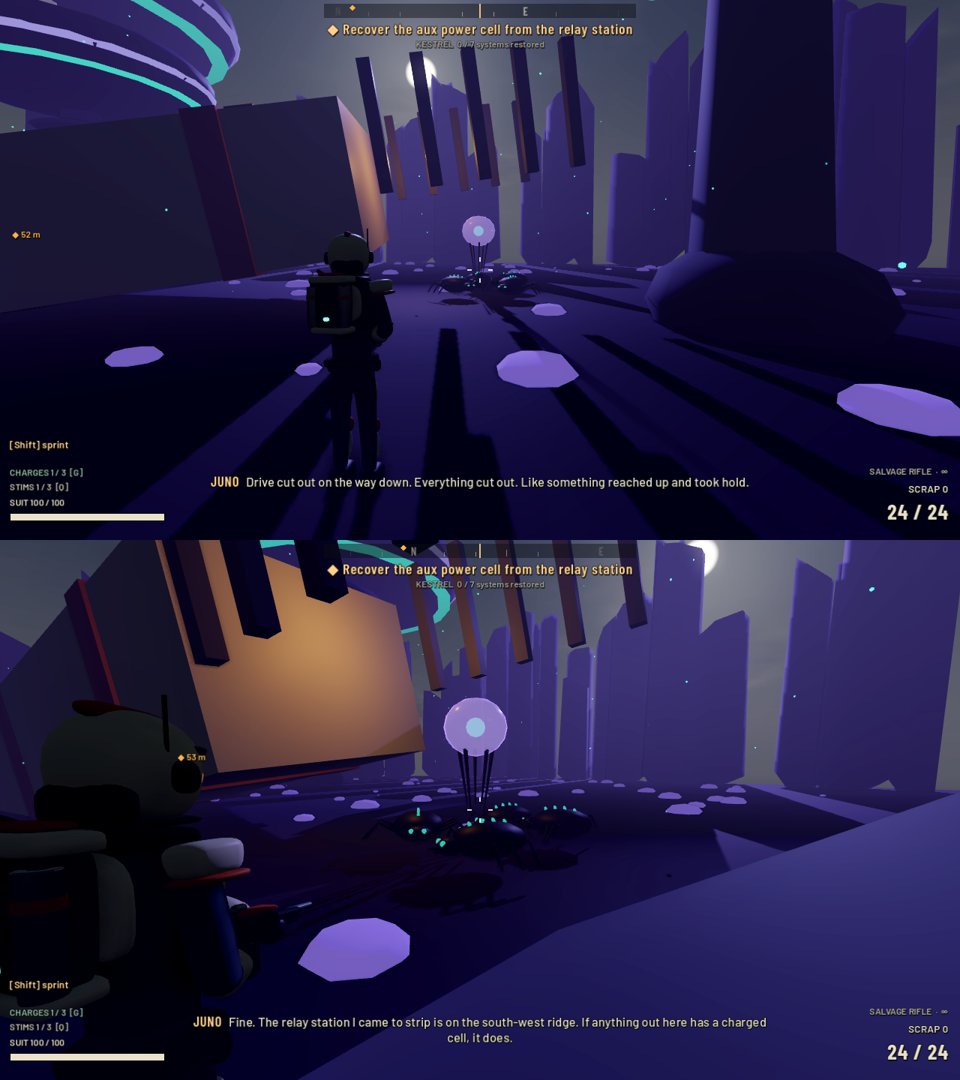 E
Recover the aux power cell from the relay station
KESTREL 0/7 systems restored
52 m
[Shift] sprint
CHARGES 1 / 3 [G]
STIMS 1 / 3 [Q]
SUIT 100 / 100
JUNO Drive cut out on the way down. Everything cut out. Like something reached up and took hold.
SALVAGE RIFLE · ∞
SCRAP 0
24 / 24
N E
Recover the aux power cell from the relay station
KESTREL 0/7 systems restored
53 m
[Shift] sprint
CHARGES 1 / 3 [G]
STIMS 1 / 3 [Q]
SUIT 100 / 100
JUNO Fine. The relay station I came to strip is on the south-west ridge. If anything out here has a charged
cell, it does.
SALVAGE RIFLE · ∞
SCRAP 0
24 / 24